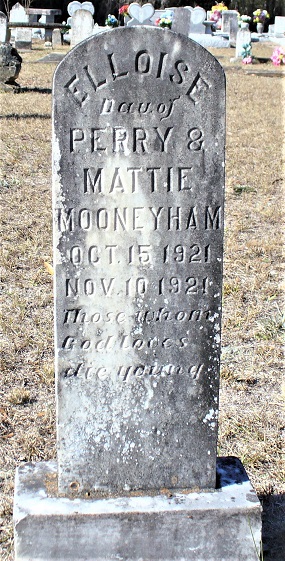 ELLOISE
Dau of
PERRY &
MATTIE
MOONEYHAM
OCT. 15 1921
NOV. 10 1921
Those whom
God loves
die young